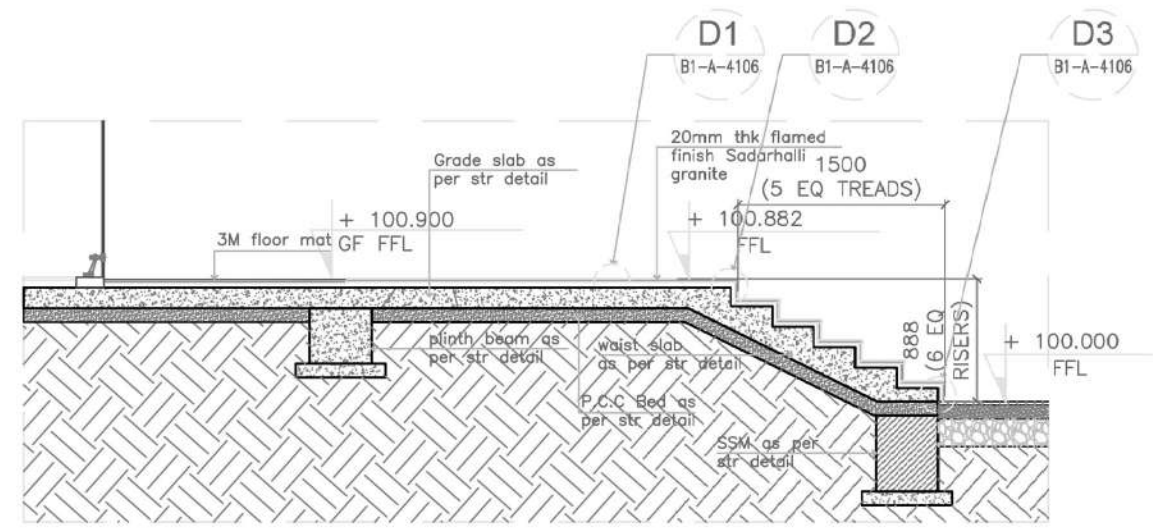 D1
B1-A-4106
D2
B1-A-4106
D3
B1-A-4106
20mm thk flamed
finish Sadarhalli
granite
1500
(5 EQ TREADS)
Grade slab as
per str detail
+ 100.900
GF FFL
+ 100.882
FFL
3M floor mat
888
(6 EQ
RISERS)
+ 100.000
FFL
plinth beam as
per str detail
waist slab
as per str detail
P.C.C Bed as
per str detail
SSM as per
str detail